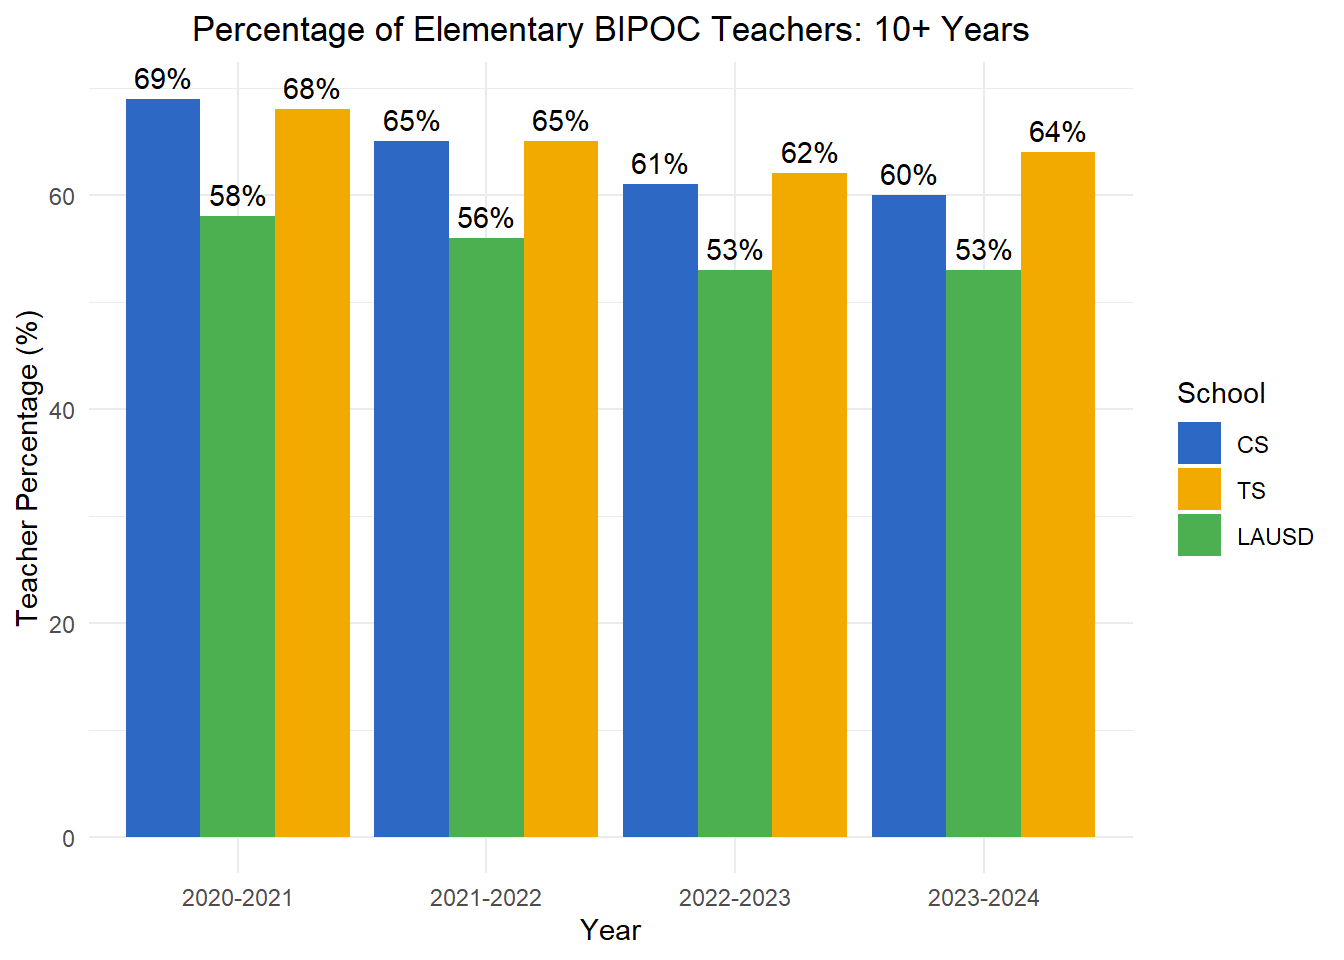 Percentage of Elementary BIPOC Teachers: 10+ Years
69%
58%
68%
65%
56%
65%
61%
53%
62%
60%
53%
64%
Teacher Percentage (%)
60
40
20
0
2020-2021
2021-2022
2022-2023
2023-2024
Year
School
CS
TS
LAUSD